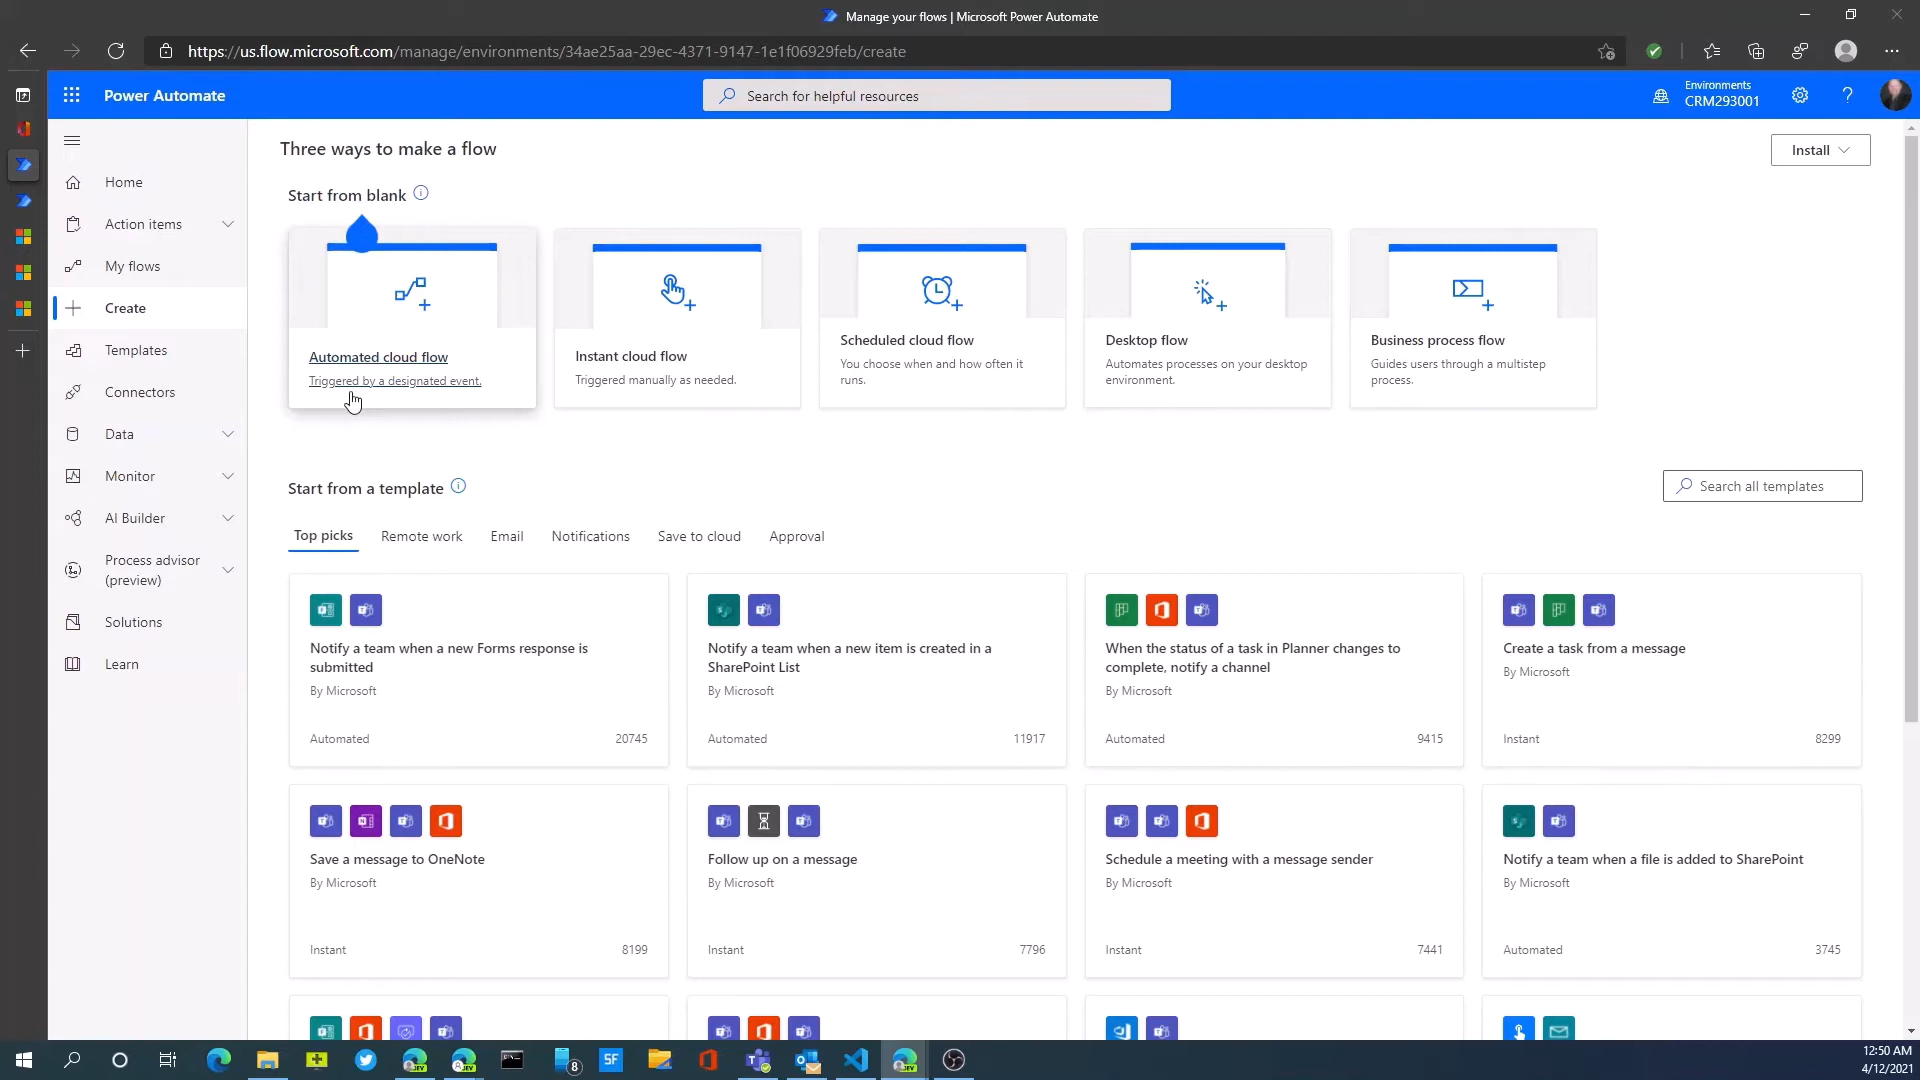 Manage your flows | Microsoft Power Automate
https://us.flow.microsoft.com/manage/environments/34ae25aa-29ec-4371-9147-1e1f06929feb/create
Power Automate
Search for helpful resources
Environments
CRM293001
?
Three ways to make a flow
Install
Home
Action items
My flows
Create
Templates
Connectors
Data
Monitor
AI Builder
Process advisor
(preview)
Solutions
Learn
Start from blank
Automated cloud flow
Triggered by a designated event.
Instant cloud flow
Triggered manually as needed.
Scheduled cloud flow
You choose when and how often it
runs.
Desktop flow
Automates processes on your desktop
environment.
Business process flow
Guides users through a multistep
process.
Start from a template
Search all templates
Top picks
Remote work
Email
Notifications
Save to cloud
Approval
Notify a team when a new Forms response is
submitted
By Microsoft
Automated
20745
Notify a team when a new item is created in a
SharePoint List
By Microsoft
Automated
11917
When the status of a task in Planner changes to
complete, notify a channel
By Microsoft
Automated
9415
Create a task from a message
By Microsoft
Instant
8299
Save a message to OneNote
By Microsoft
Instant
8199
Follow up on a message
By Microsoft
Instant
7796
Schedule a meeting with a message sender
By Microsoft
Instant
7441
Notify a team when a file is added to SharePoint
By Microsoft
Automated
3745
DEV
DEV
8
SF
DEV
12:50 AM
4/12/2021